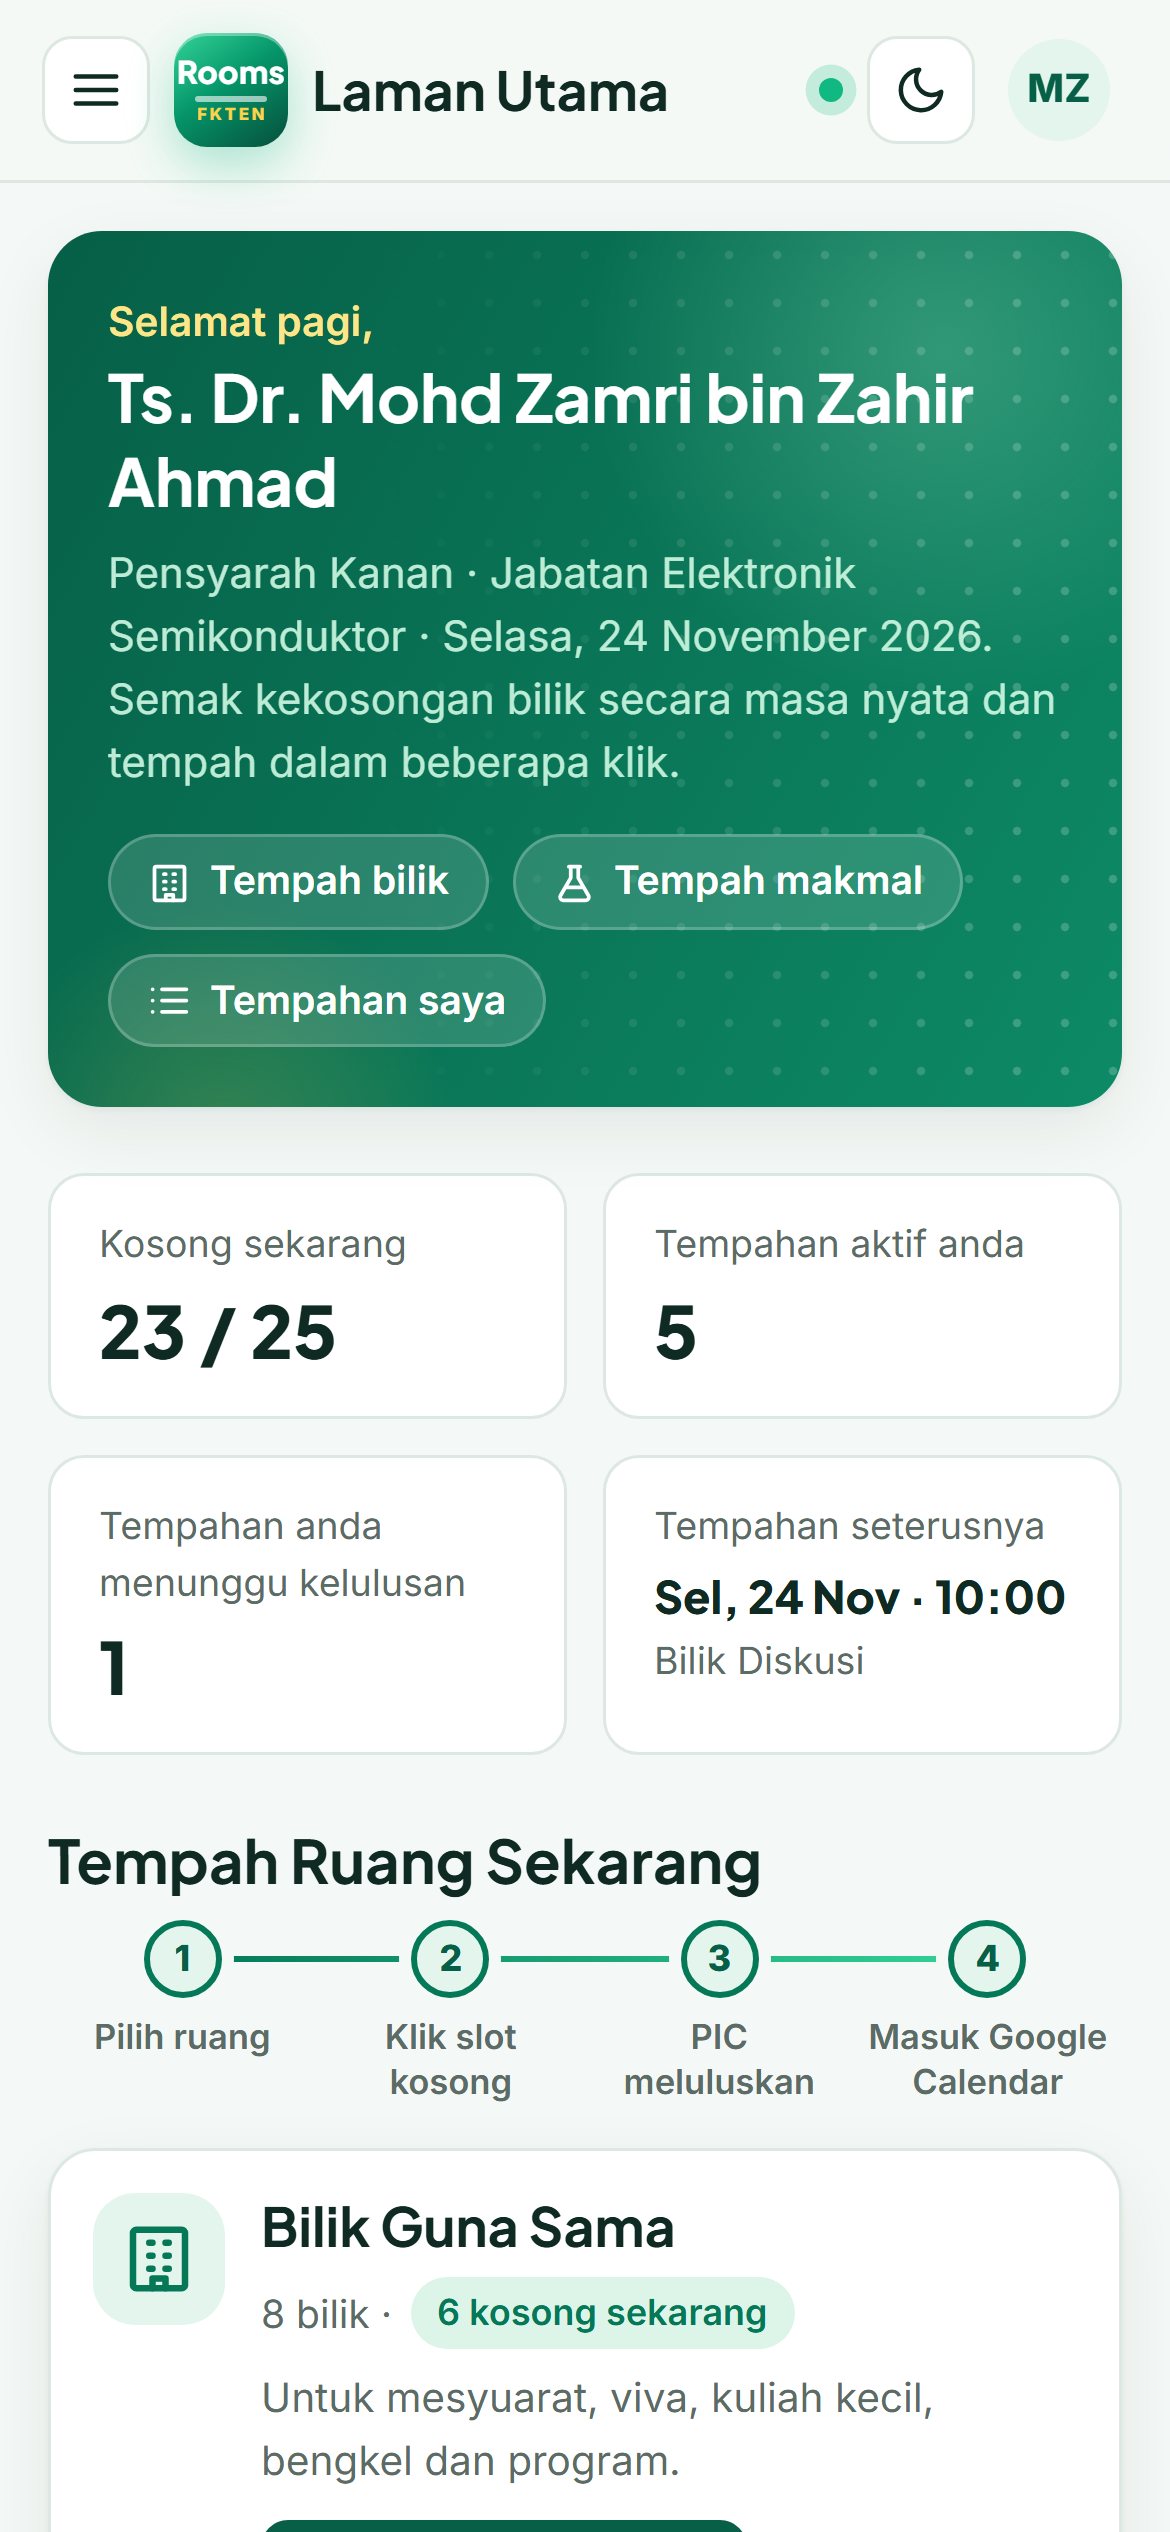 Rooms
FKTEN
Laman Utama
MZ
Selamat pagi,
Ts. Dr. Mohd Zamri bin Zahir
Ahmad
Pensyarah Kanan · Jabatan Elektronik
Semikonduktor · Selasa, 24 November 2026.
Semak kekosongan bilik secara masa nyata dan
tempah dalam beberapa klik.
Tempah bilik
Tempah makmal
Tempahan saya
Kosong sekarang
23 / 25
Tempahan aktif anda
5
Tempahan anda
menunggu kelulusan
1
Tempahan seterusnya
Sel, 24 Nov · 10:00
Bilik Diskusi
Tempah Ruang Sekarang
1
Pilih ruang
2
Klik slot
kosong
3
PIC
meluluskan
4
Masuk Google
Calendar
Bilik Guna Sama
8 bilik · 6 kosong sekarang
Untuk mesyuarat, viva, kuliah kecil,
bengkel dan program.